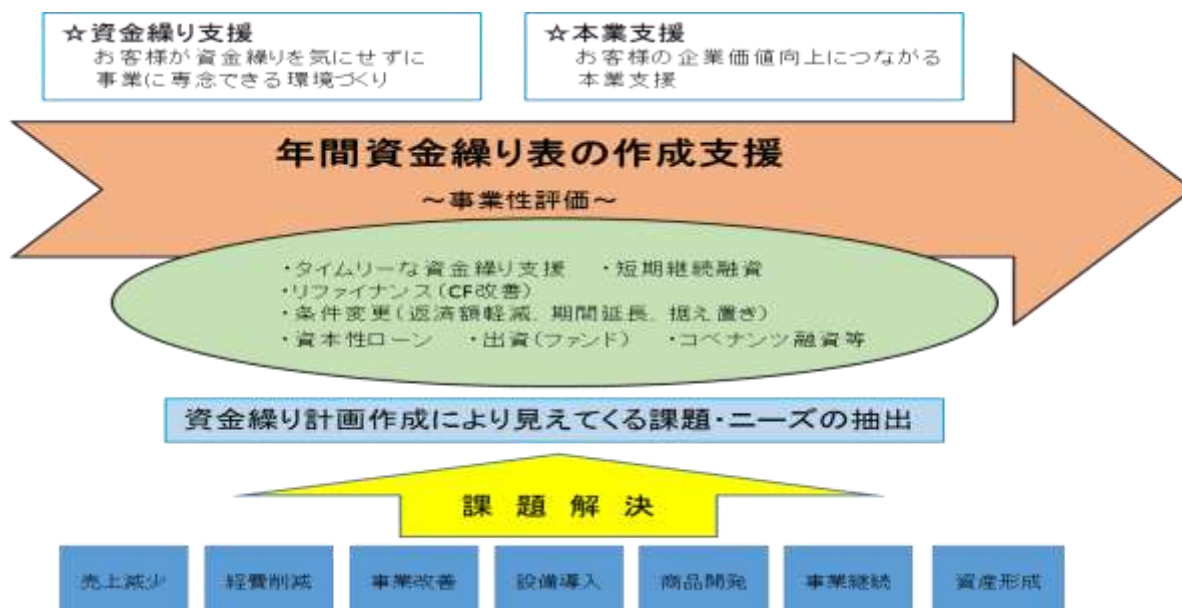 ☆資金繰り支援
お客様が資金繰りを気にせずに
事業に専念できる環境づくり
☆本業支援
お客様の企業価値向上につながる
本業支援
年間資金繰り表の作成支援
～事業性評価～
・タイムリーな資金繰り支援 ・短期継続融資
・リファイナンス(CF改善)
・条件変更(返済額軽減、期間延長、据え置き)
・資本性ローン ・出資(ファンド) ・コベナンツ融資等
資金繰り計画作成により見えてくる課題・ニーズの抽出
課題解決
売上減少 経費削減 事業改善 設備導入 商品開発 事業継続 資産形成